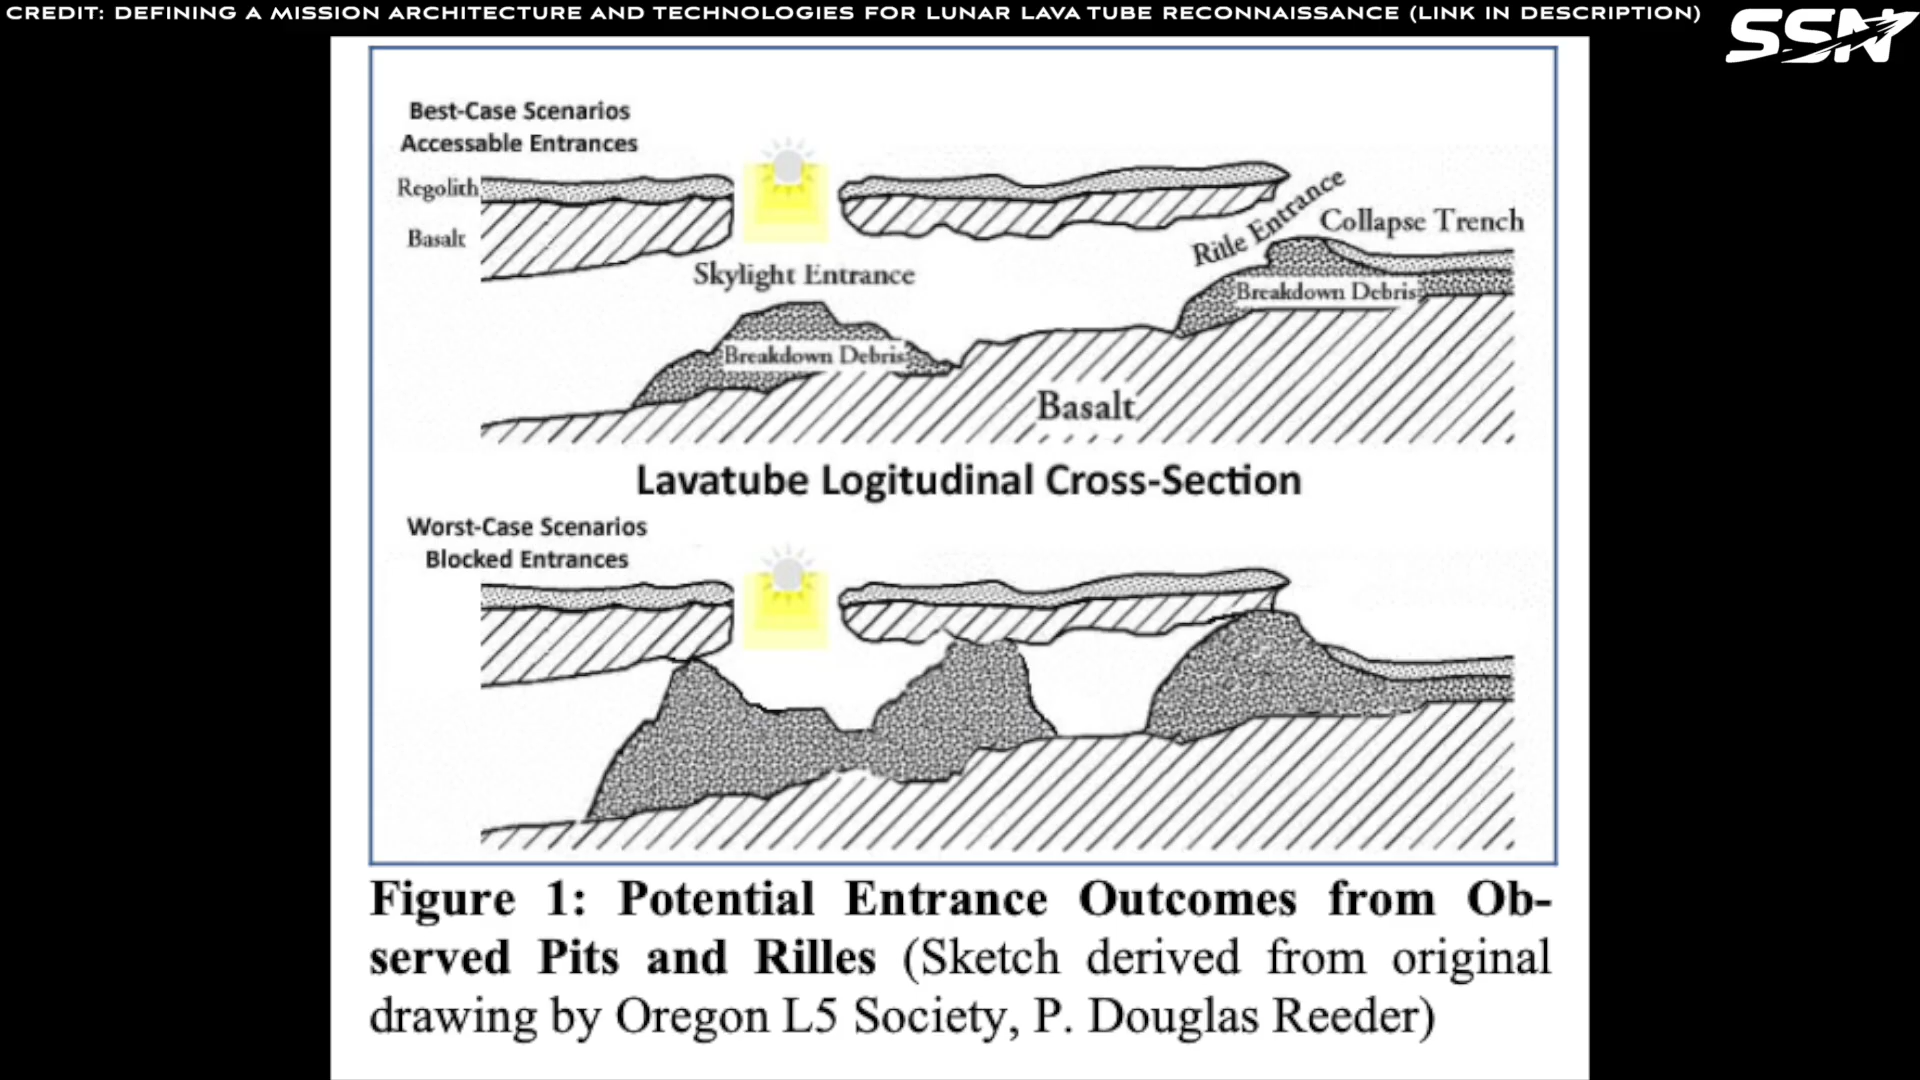 CREDIT: DEFINING A MISSION ARCHITECTURE AND TECHNOLOGIES FOR LUNAR LAVA TUBE RECONNAISSANCE (LINK IN DESCRIPTION)
SSN
Best-Case Scenarios
Accessable Entrances
Regolith
Basalt
Skylight Entrance
Rille Entrance
Collapse Trench
Breakdown Debris
Breakdown Debris
Basalt
Lavatube Logitudinal Cross-Section
Worst-Case Scenarios
Blocked Entrances
Figure 1: Potential Entrance Outcomes from Ob-
served Pits and Rilles (Sketch derived from original
drawing by Oregon L5 Society, P. Douglas Reeder)